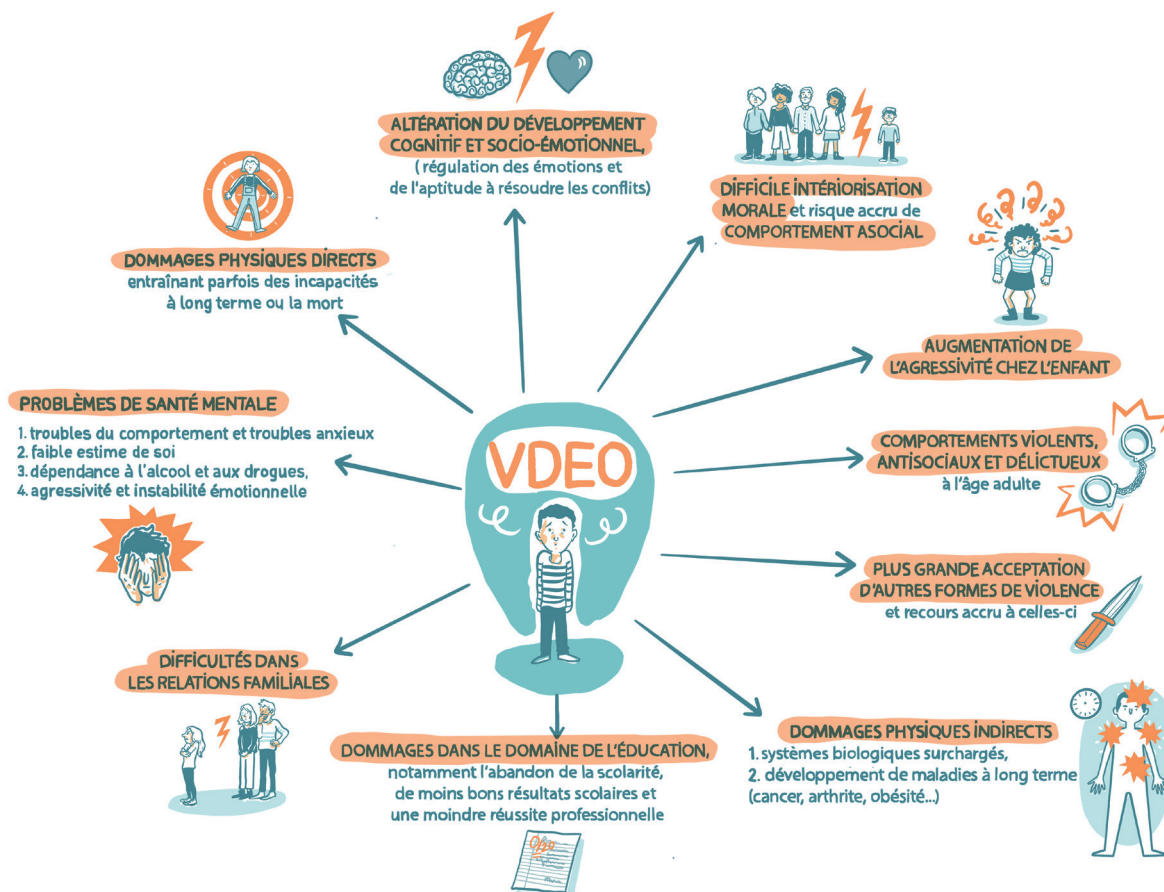 ALTÉRATION DU DÉVELOPPEMENT
COGNITIF ET SOCIO-ÉMOTIONNEL,
( régulation des émotions et
de l'aptitude à résoudre les conflits)
DIFFICILE INTÉRIORISATION
MORALE et risque accru de
COMPORTEMENT ASOCIAL
DOMMAGES PHYSIQUES DIRECTS
entraînant parfois des incapacités
à long terme ou la mort
AUGMENTATION DE
L'AGRESSIVITÉ CHEZ L'ENFANT
PROBLÈMES DE SANTÉ MENTALE
1. troubles du comportement et troubles anxieux
2. faible estime de soi
3. dépendance à l'alcool et aux drogues,
4. agressivité et instabilité émotionnelle
VDEO
COMPORTEMENTS VIOLENTS,
ANTISOCIAUX ET DÉLICTUEUX
à l'âge adulte
PLUS GRANDE ACCEPTATION
D'AUTRES FORMES DE VIOLENCE
et recours accru à celles-ci
DIFFICULTÉS DANS
LES RELATIONS FAMILIALES
DOMMAGES DANS LE DOMAINE DE L'ÉDUCATION,
notamment l'abandon de la scolarité,
de moins bons résultats scolaires et
une moindre réussite professionnelle
DOMMAGES PHYSIQUES INDIRECTS
1. systèmes biologiques surchargés,
2. développement de maladies à long terme
(cancer, arthrite, obésité...)